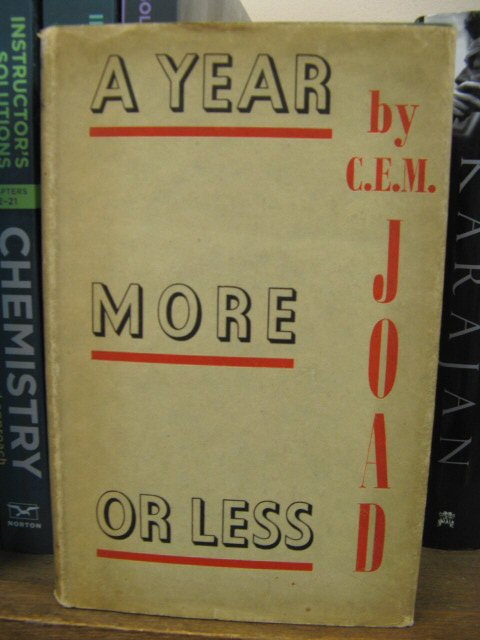 A YEAR
MORE
OR LESS
by
C.E.M.
JOAD
INSTRUCTOR'S
SOLUTIONS
CHEMISTRY
NORTON
KARAJAN